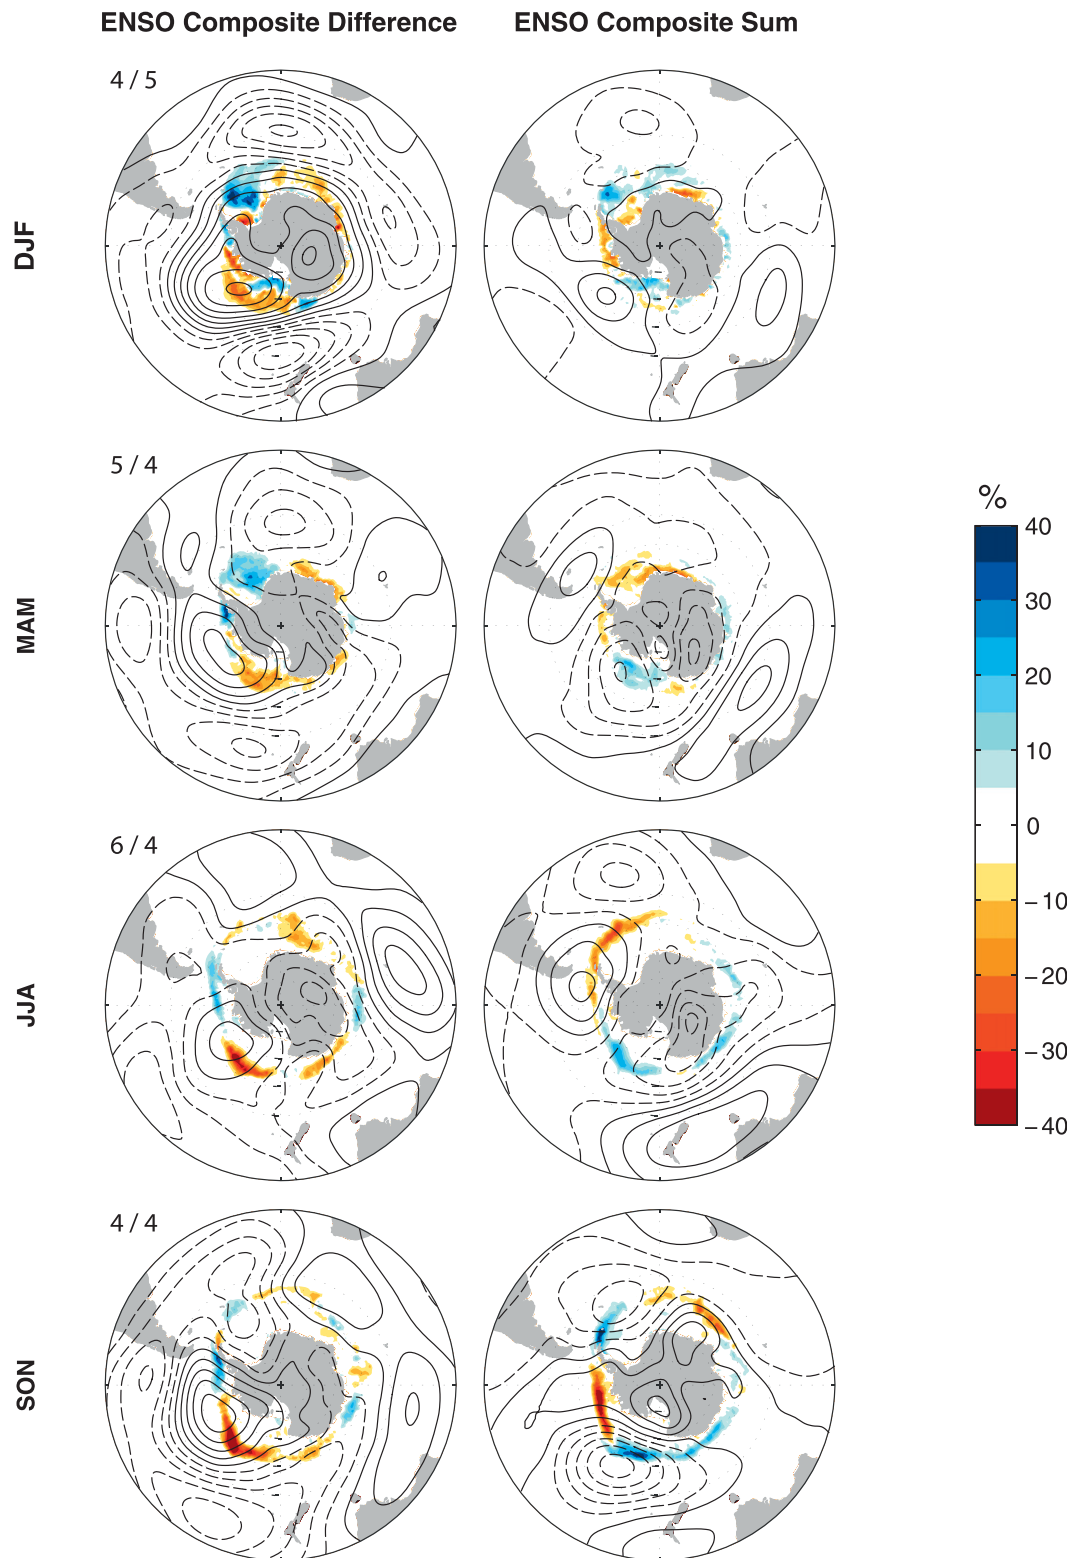 ENSO Composite Difference
ENSO Composite Sum
DJF
4 / 5
MAM
5 / 4
JJA
6 / 4
SON
4 / 4
%
40
30
20
10
0
−10
−20
−30
−40